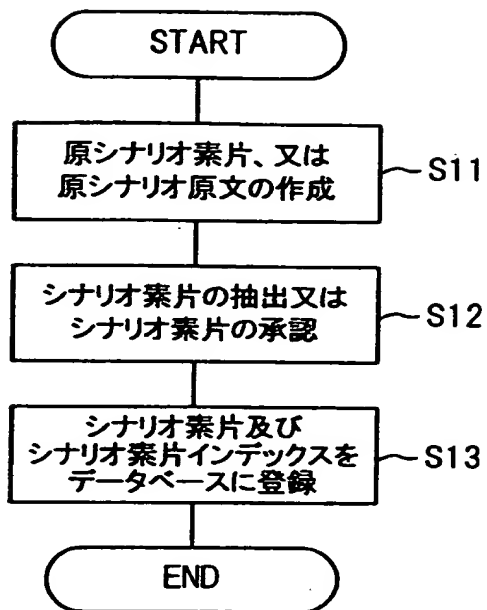 START
原シナリオ素片、又は
原シナリオ原文の作成
S11
シナリオ素片の抽出又は
シナリオ素片の承認
S12
シナリオ素片及び
シナリオ素片インデックスを
データベースに登録
S13
END